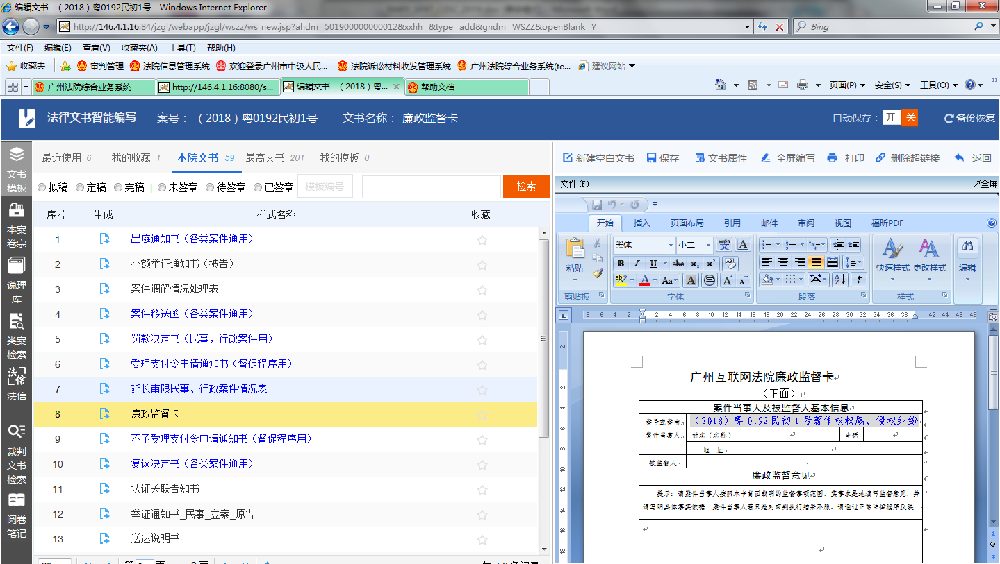 编辑文书--（2018）粤0192民初1号 - Windows Internet Explorer
http://146.4.1.16:84/jzgl/webapp/jzgl/wszz/ws_new.jsp?ahdm=501900000000012&xxhh=&type=add&gndm=WSZZ&openBlank=Y
Bing
文件(F) 编辑(E) 查看(V) 收藏夹(A) 工具(T) 帮助(H)
收藏夹 审判管理 法院信息管理系统 欢迎登录广州市中级人民... 法院诉讼材料收发管理系统 广州法院综合业务系统(te... 建议网站
广州法院综合业务系统 http://146.4.1.16:8080/s... 编辑文书--（2018）粤... 帮助文档 页面(P) 安全(S) 工具(O)
法律文书智能编写 案号：（2018）粤0192民初1号 文书名称： 廉政监督卡 自动保存： 开 关 备份恢复
文书模板
本案卷宗
说理库
类案检索
法信
法信
裁判文书检索
阅卷笔记
最近使用 6 我的收藏 1 本院文书 59 最高文书 201 我的模板 0
拟稿 定稿 完稿 | 未签章 待签章 已签章 模板编号 检索
序号 生成 样式名称 收藏
1 出庭通知书（各类案件通用）
2 小额举证通知书（被告）
3 案件调解情况处理表
4 案件移送函（各类案件通用）
5 罚款决定书（民事，行政案件用）
6 受理支付令申请通知书（督促程序用）
7 延长审限民事、行政案件情况表
8 廉政监督卡
9 不予受理支付令申请通知书（督促程序用）
10 复议决定书（各类案件通用）
11 认证关联告知书
12 举证通知书_民事_立案_原告
13 送达说明书
新建空白文书 保存 文书属性 全屏编写 打印 删除超链接 返回
文件(F) 全屏
开始 插入 页面布局 引用 邮件 审阅 视图 福昕PDF
黑体 小二 wén A
粘贴 B I U abc x₂ x² 快速样式 更改样式 编辑
ab A Aa A 字 A A
剪贴板 字体 段落 样式
8 6 4 2 2 4 6 8 10 12 14 16 18 20 22 24 26 28 30 32 34 36 38 42 44 46 48
2
2
4
6
8
10
12
14
16
18
广州互联网法院廉政监督卡
（正面）
案件当事人及被监督人基本信息
案号或案由 （2018）粤 0192 民初 1 号著作权权属、侵权纠纷
案件当事人 姓名（名称） 电话
地 址
被监督人
廉政监督意见
提示：请案件当事人按照本卡背面载明的监督事项范围，实事求是地填写监督意见，并
请写明具体事实依据。案件当事人若只是对审判执行结果不服，请通过正常法律程序反映。